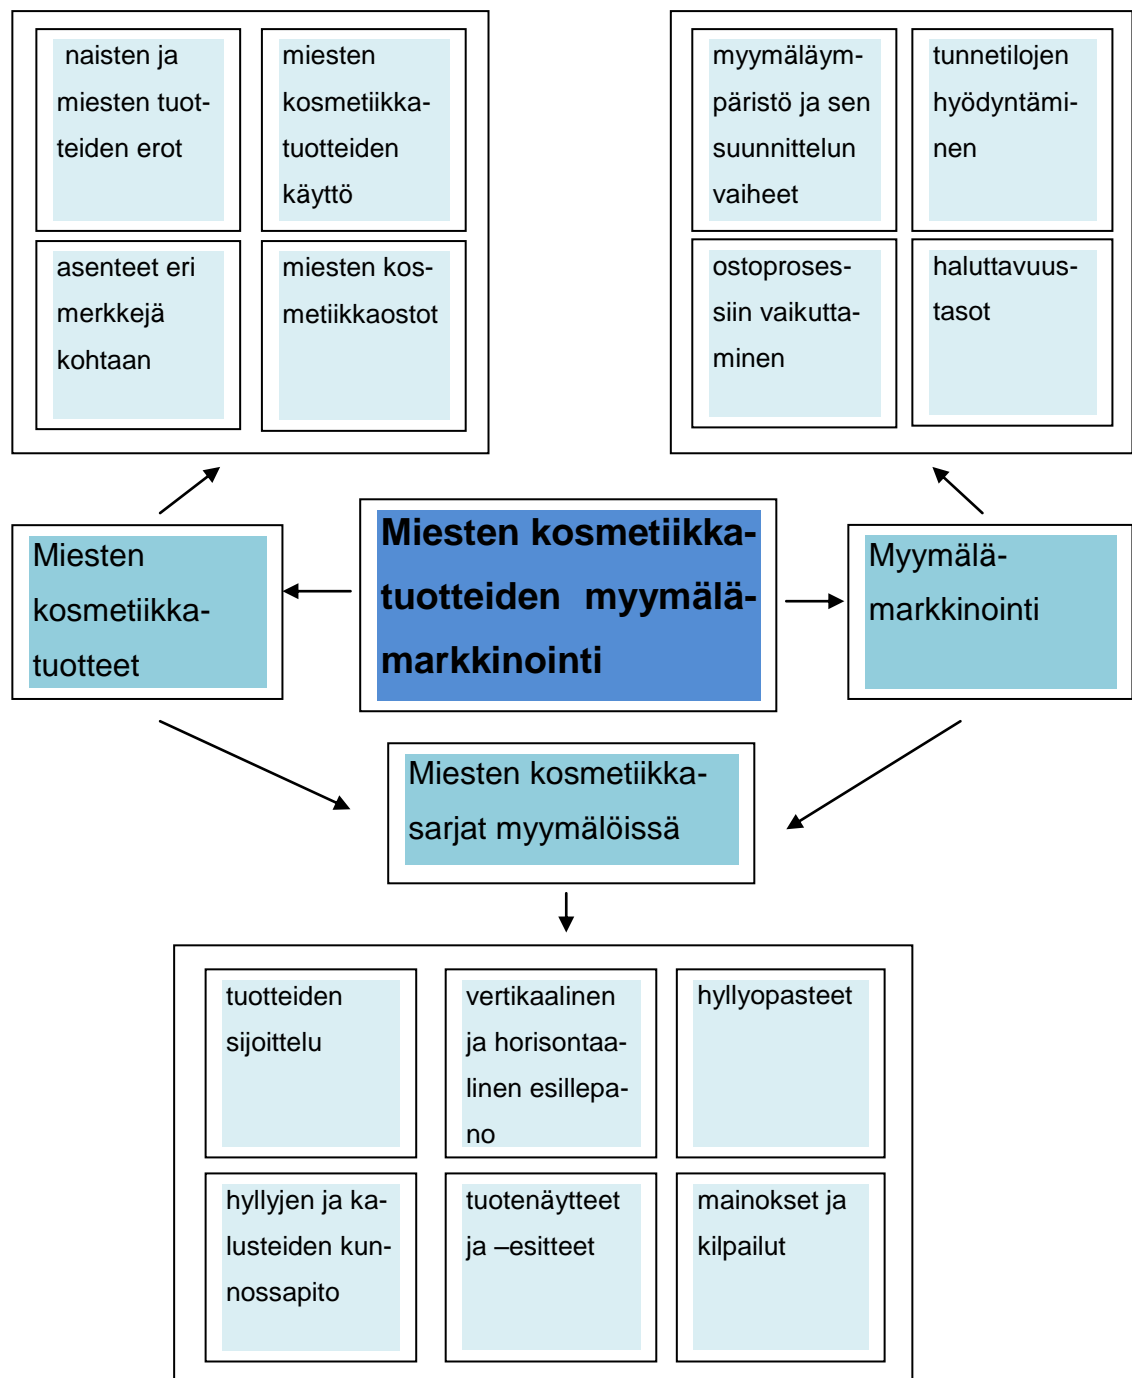 naisten ja
miesten tuot-
teiden erot
miesten
kosmetiikka-
tuotteiden
käyttö
asenteet eri
merkkejä
kohtaan
miesten kos-
metiikkaostot
myymäläym-
päristö ja sen
suunnittelun
vaiheet
tunnetilojen
hyödyntämi-
nen
ostoproses-
siin vaikutta-
minen
haluttavuus-
tasot
Miesten
kosmetiikka-
tuotteet
Miesten kosmetiikka-
tuotteiden myymälä-
markkinointi
Myymälä-
markkinointi
Miesten kosmetiikka-
sarjat myymälöissä
tuotteiden
sijoittelu
vertikaalinen
ja horisontaa-
linen esillepa-
no
hyllyopasteet
hyllyjen ja ka-
lusteiden kun-
nossapito
tuotenäytteet
ja –esitteet
mainokset ja
kilpailut